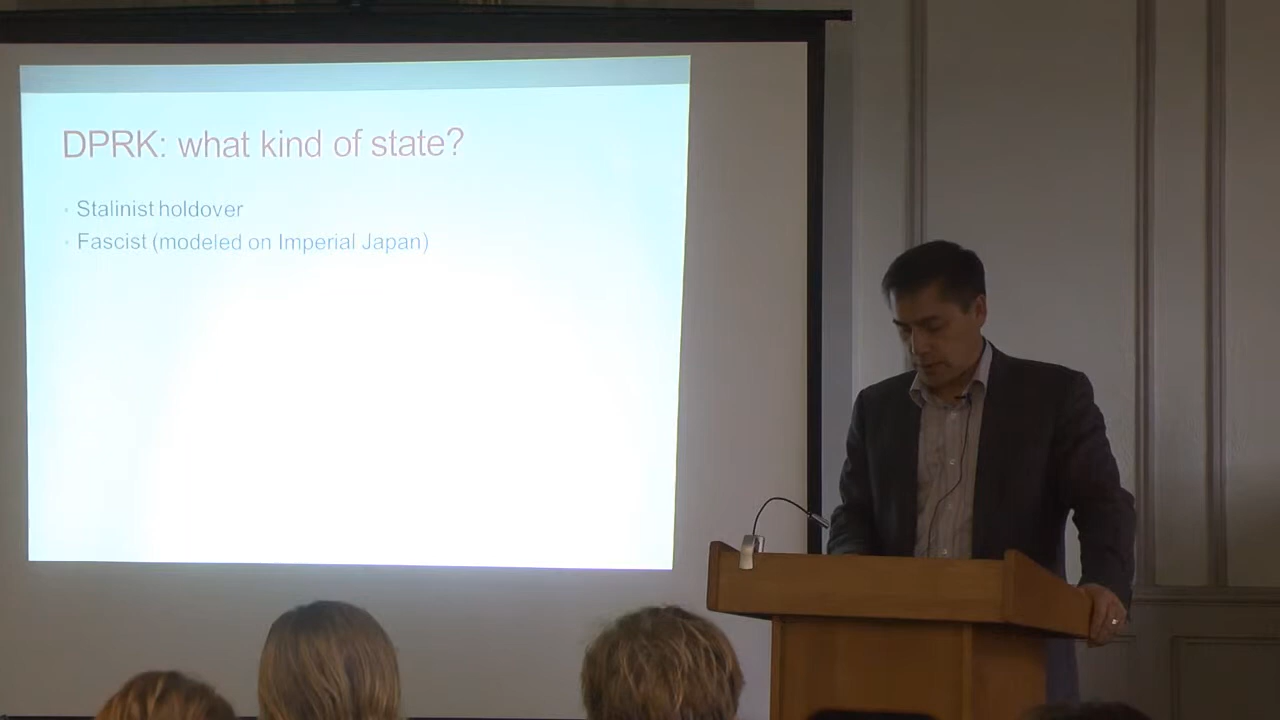 DPRK: what kind of state?
· Stalinist holdover
· Fascist (modeled on Imperial Japan)